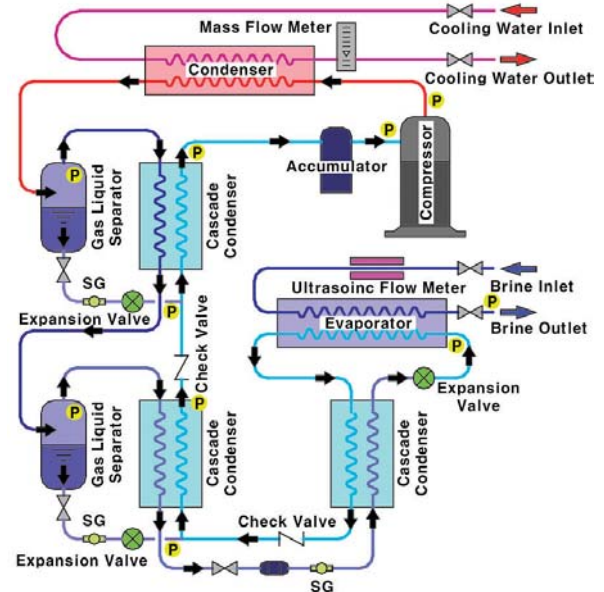 Mass Flow Meter
Cooling Water Inlet
Condenser
Cooling Water Outlet
P
P
P
P
P
Accumulator
Compressor
Gas Liquid
Separator
Cascade
Condenser
Ultrasoinc Flow Meter
Brine Inlet
SG
P
P
Brine Outlet
Expansion Valve
Evaporator
P
Check Valve
Expansion
Valve
P
P
Gas Liquid
Separator
Cascade
Condenser
Cascade
Condenser
SG
Check Valve
Expansion Valve
P
SG